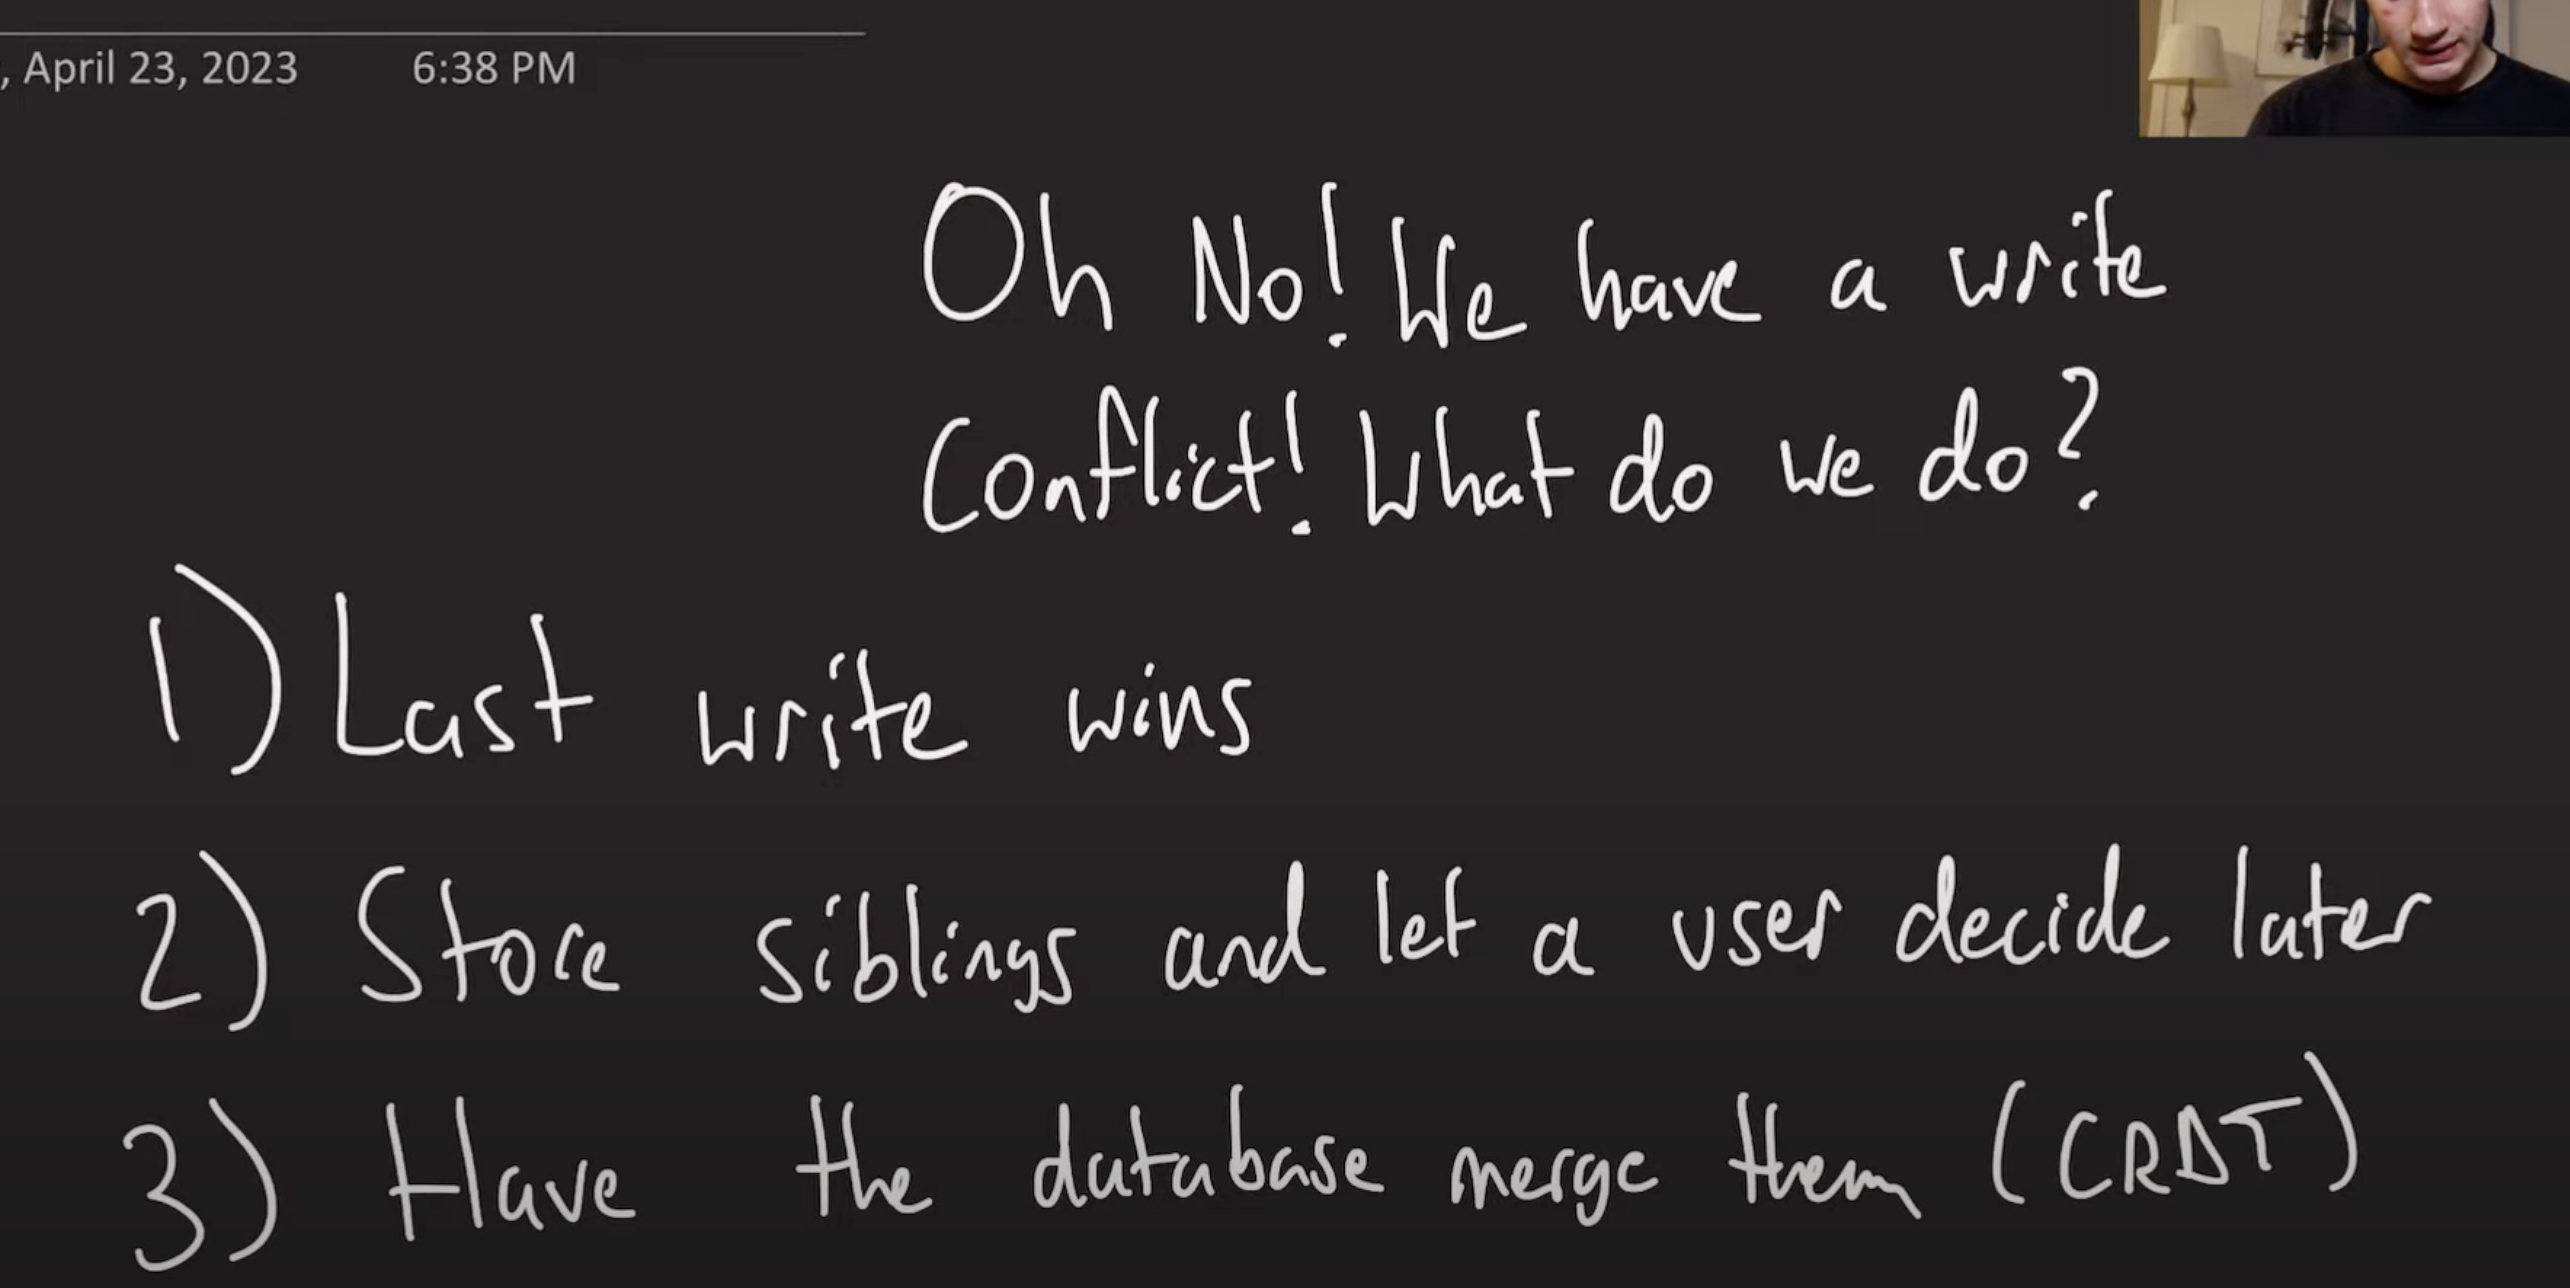 , April 23, 2023 6:38 PM
Oh No! We have a write
Conflict! What do we do?
1) Last write wins
2) Store siblings and let a user decide later
3) Have the database merge them (CRDT)